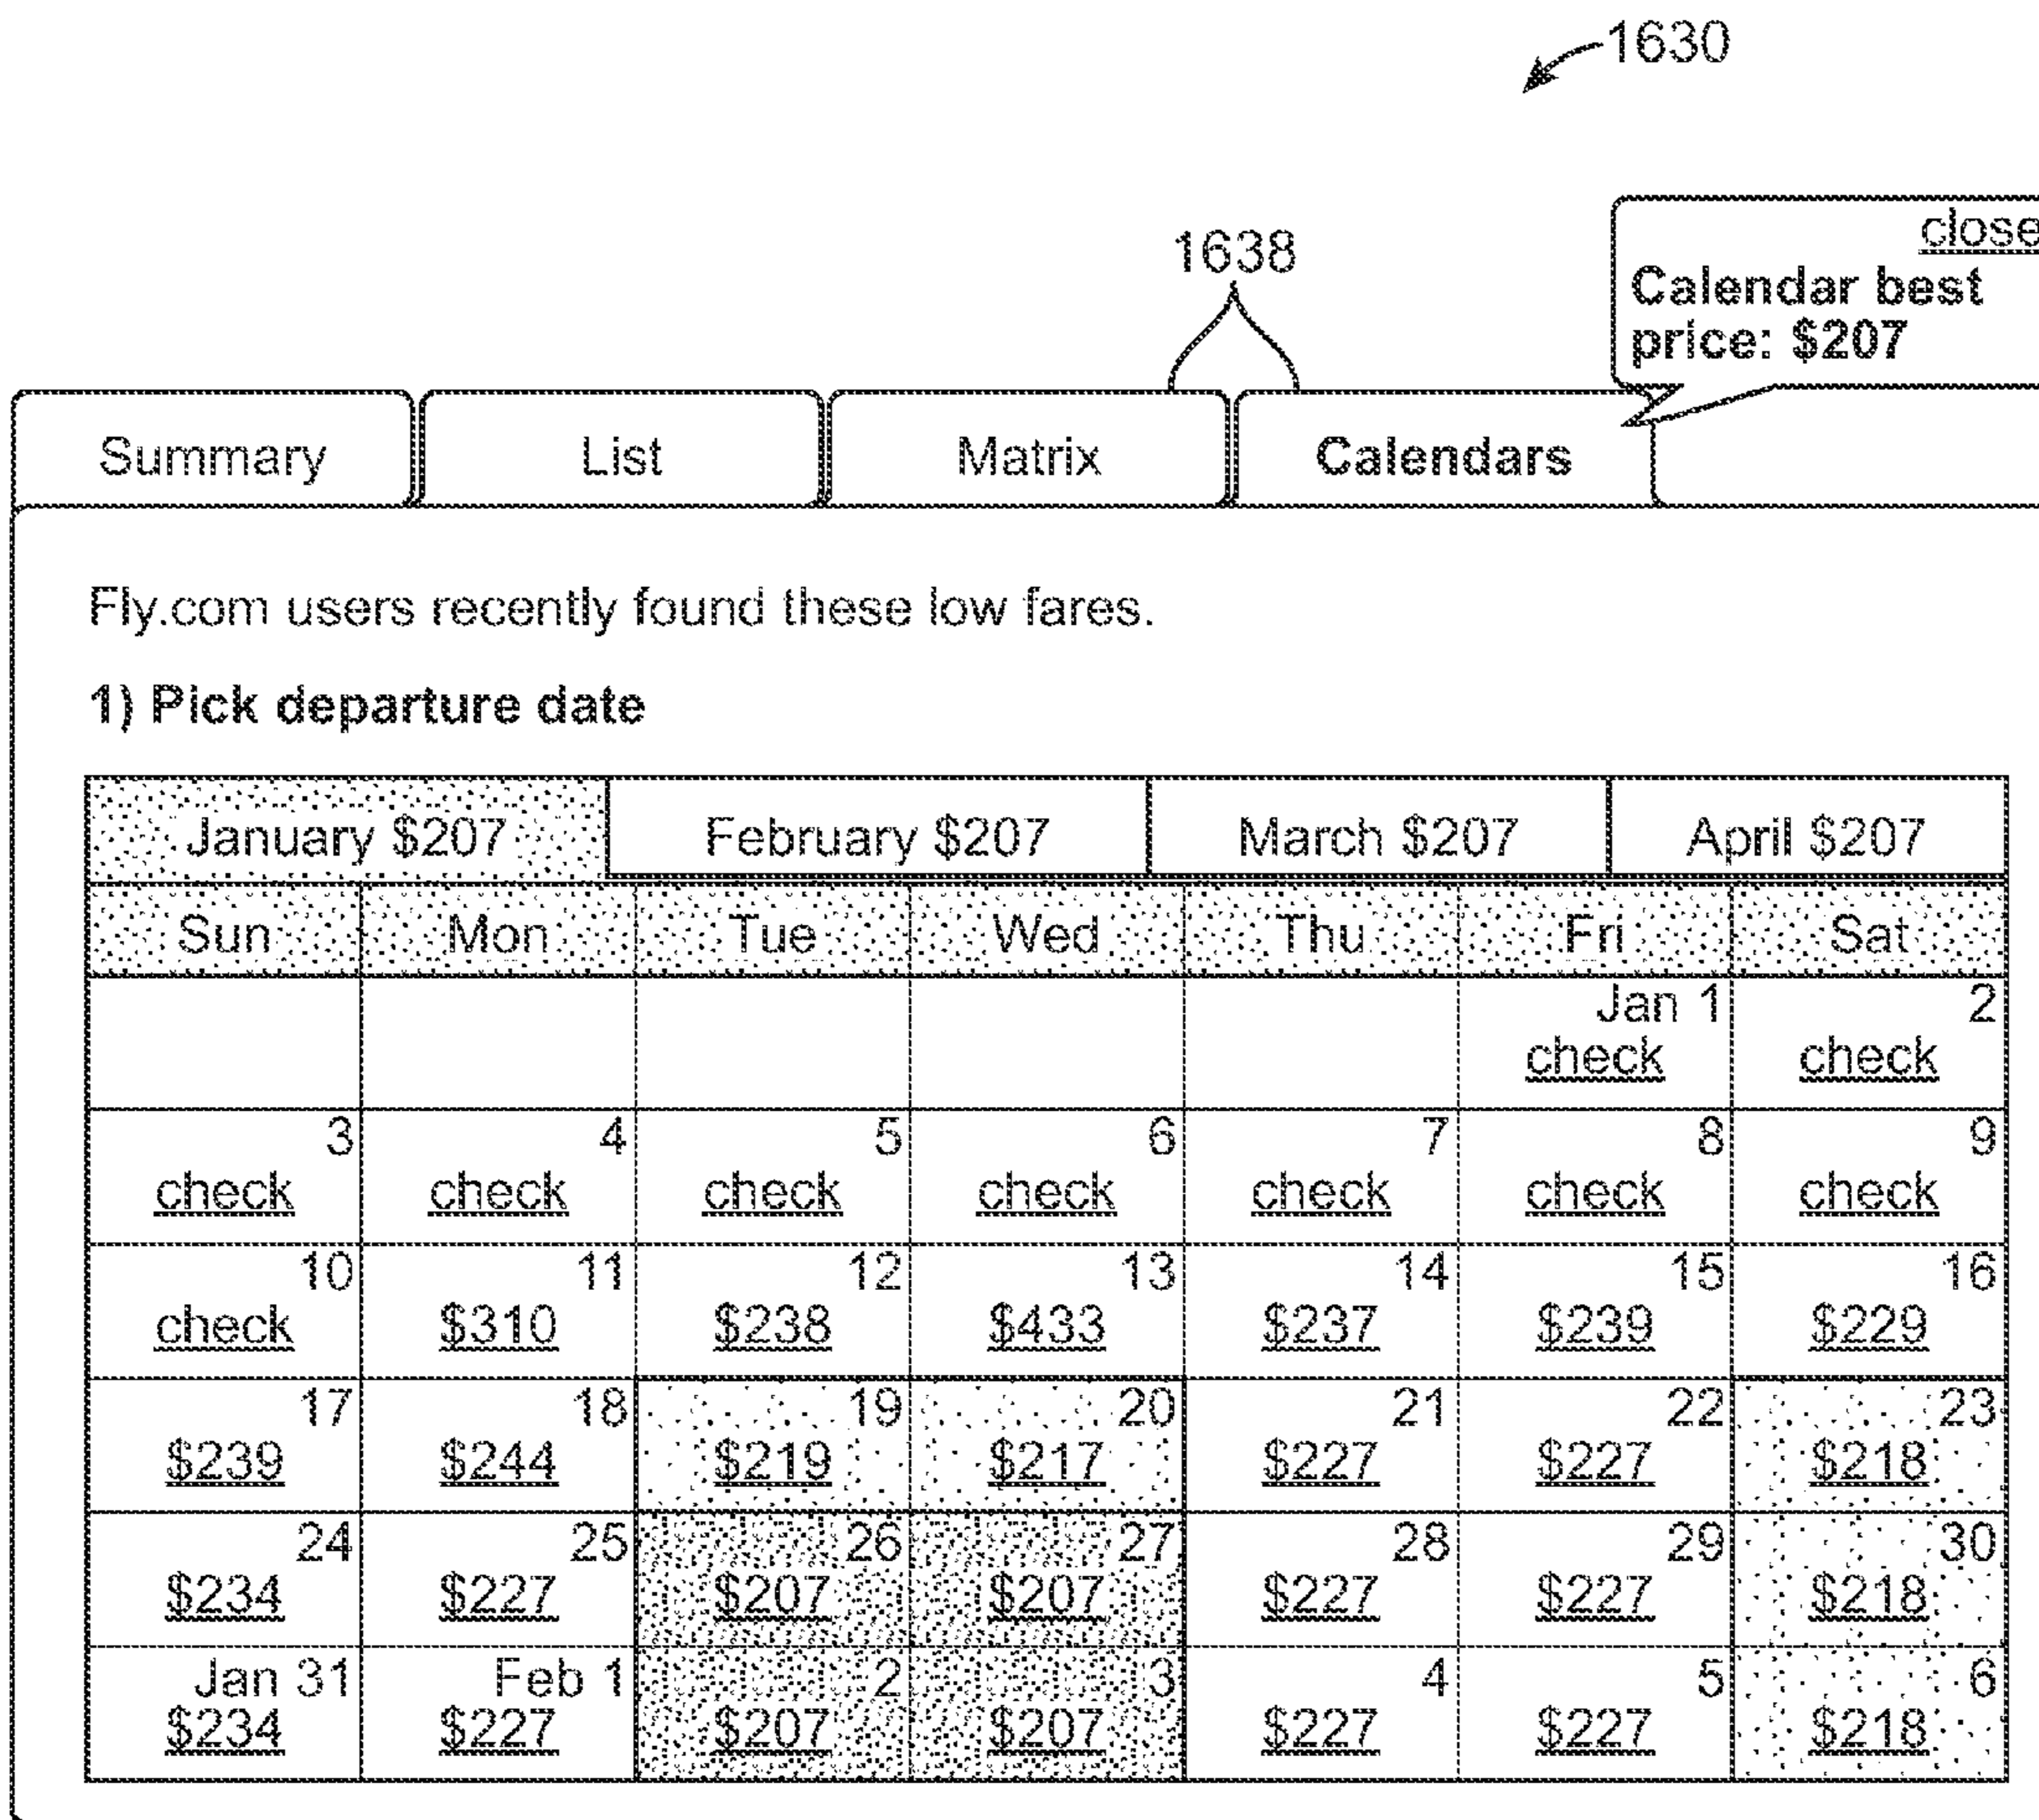 1630
1638
close
Calendar best
price: $207
Summary List Matrix Calendars
Fly.com users recently found these low fares.
1) Pick departure date
January $207 February $207 March $207 April $207
Sun Mon Tue Wed Thu Fri Sat
Jan 1 2
check check
3 4 5 6 7 8 9
check check check check check check check
10 11 12 13 14 15 16
check $310 $238 $433 $237 $239 $229
17 18 19 20 21 22 23
$239 $244 $219 $217 $227 $227 $218
24 25 26 27 28 29 30
$234 $227 $207 $207 $227 $227 $218
Jan 31 Feb 1 2 3 4 5 6
$234 $227 $207 $207 $227 $227 $218